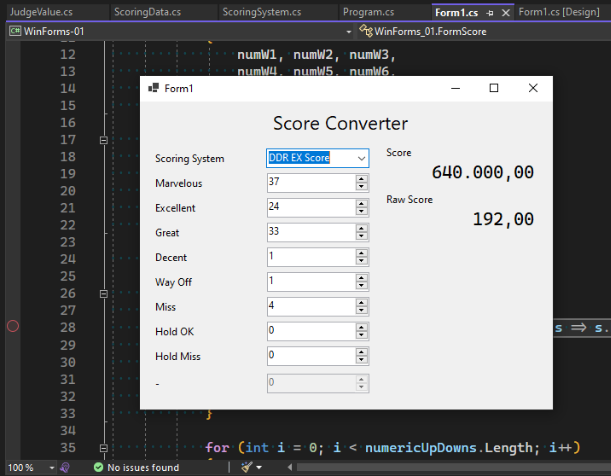 JudgeValue.cs ScoringData.cs ScoringSystem.cs Program.cs Form1.cs Form1.cs [Design]
C# WinForms-01 WinForms_01.FormScore
12 numW1, numW2, numW3,
13 numW4, numW5, numW6,
14
15
16
17
18
19
20
21
22
23
24
25
26
27
28 s => s.
29
30
31
32
33 }
34
35 for (int i = 0; i < numericUpDowns.Length; i++)
Form1
Score Converter
Scoring System DDR EX Score
Marvelous 37
Excellent 24
Great 33
Decent 1
Way Off 1
Miss 4
Hold OK 0
Hold Miss 0
- 0
Score
640.000,00
Raw Score
192,00
100 % No issues found